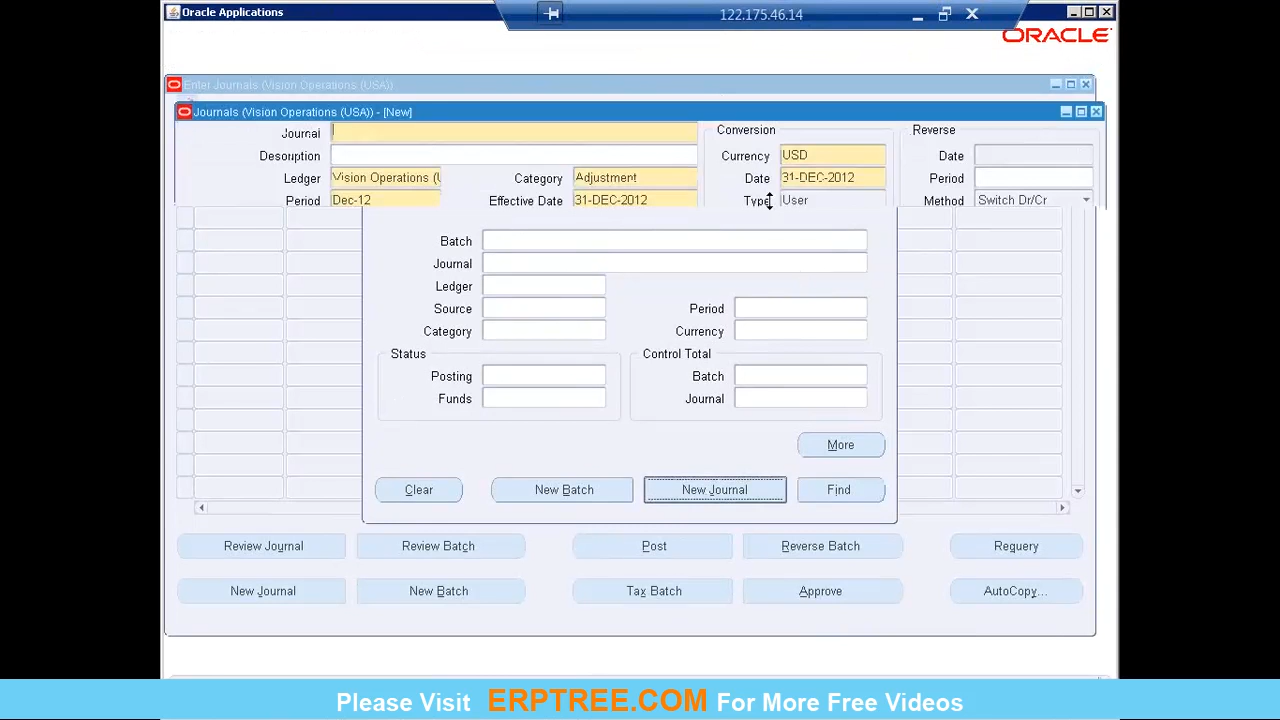 Oracle Applications
122.175.46.14
ORACLE
Enter Journals (Vision Operations (USA))
Journals (Vision Operations (USA)) - [New]
Journal
Conversion
Reverse
Description
Currency USD
Date
Ledger Vision Operations (U
Category Adjustment
Date 31-DEC-2012
Period
Period Dec-12
Effective Date 31-DEC-2012
Type User
Method Switch Dr/Cr
Batch
Journal
Ledger
Source
Period
Category
Currency
Status
Control Total
Posting
Batch
Funds
Journal
More
Clear
New Batch
New Journal
Find
Review Journal
Review Batch
Post
Reverse Batch
Requery
New Journal
New Batch
Tax Batch
Approve
AutoCopy...
Please Visit ERPTREE.COM For More Free Videos